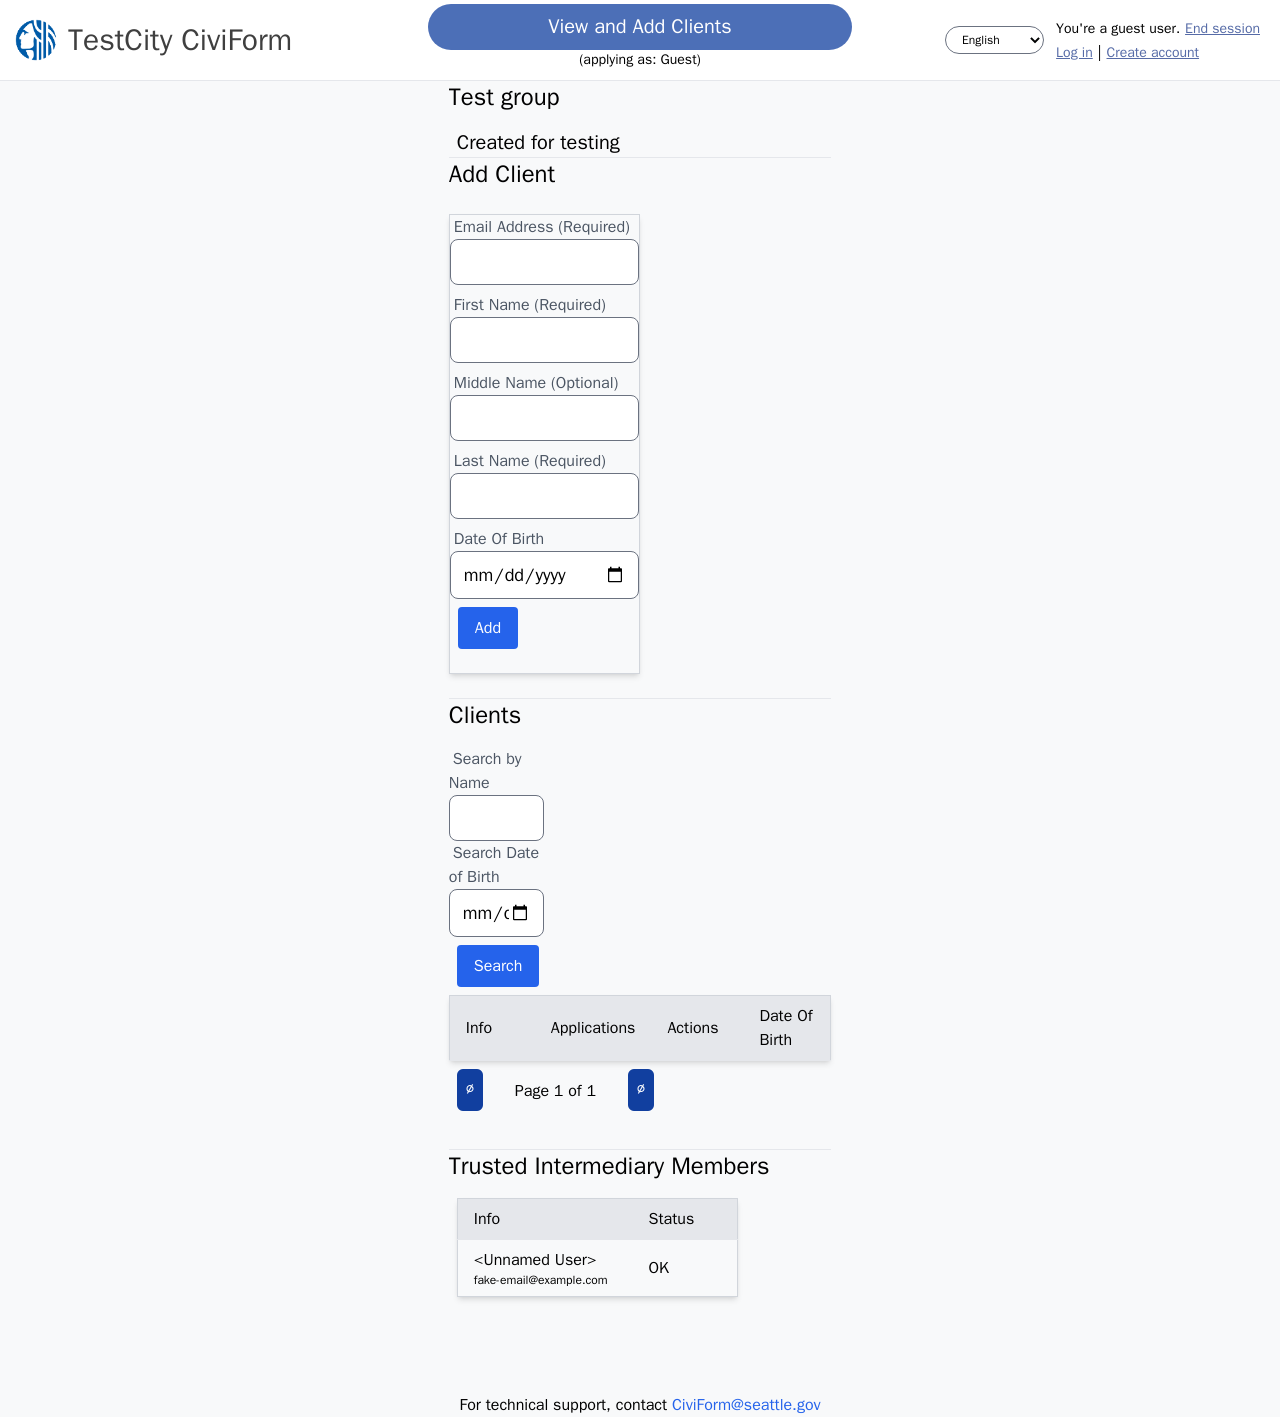 TestCity CiviForm
View and Add Clients
(applying as: Guest)
English
You're a guest user. End session
Log in | Create account
Test group
Created for testing
Add Client
Email Address (Required)
First Name (Required)
Middle Name (Optional)
Last Name (Required)
Date Of Birth
mm/dd/yyyy
Add
Clients
Search by
Name
Search Date
of Birth
mm/d
Search
Info Applications Actions Date Of Birth
∅ Page 1 of 1 ∅
Trusted Intermediary Members
Info Status
<Unnamed User> OK
fake-email@example.com
For technical support, contact CiviForm@seattle.gov